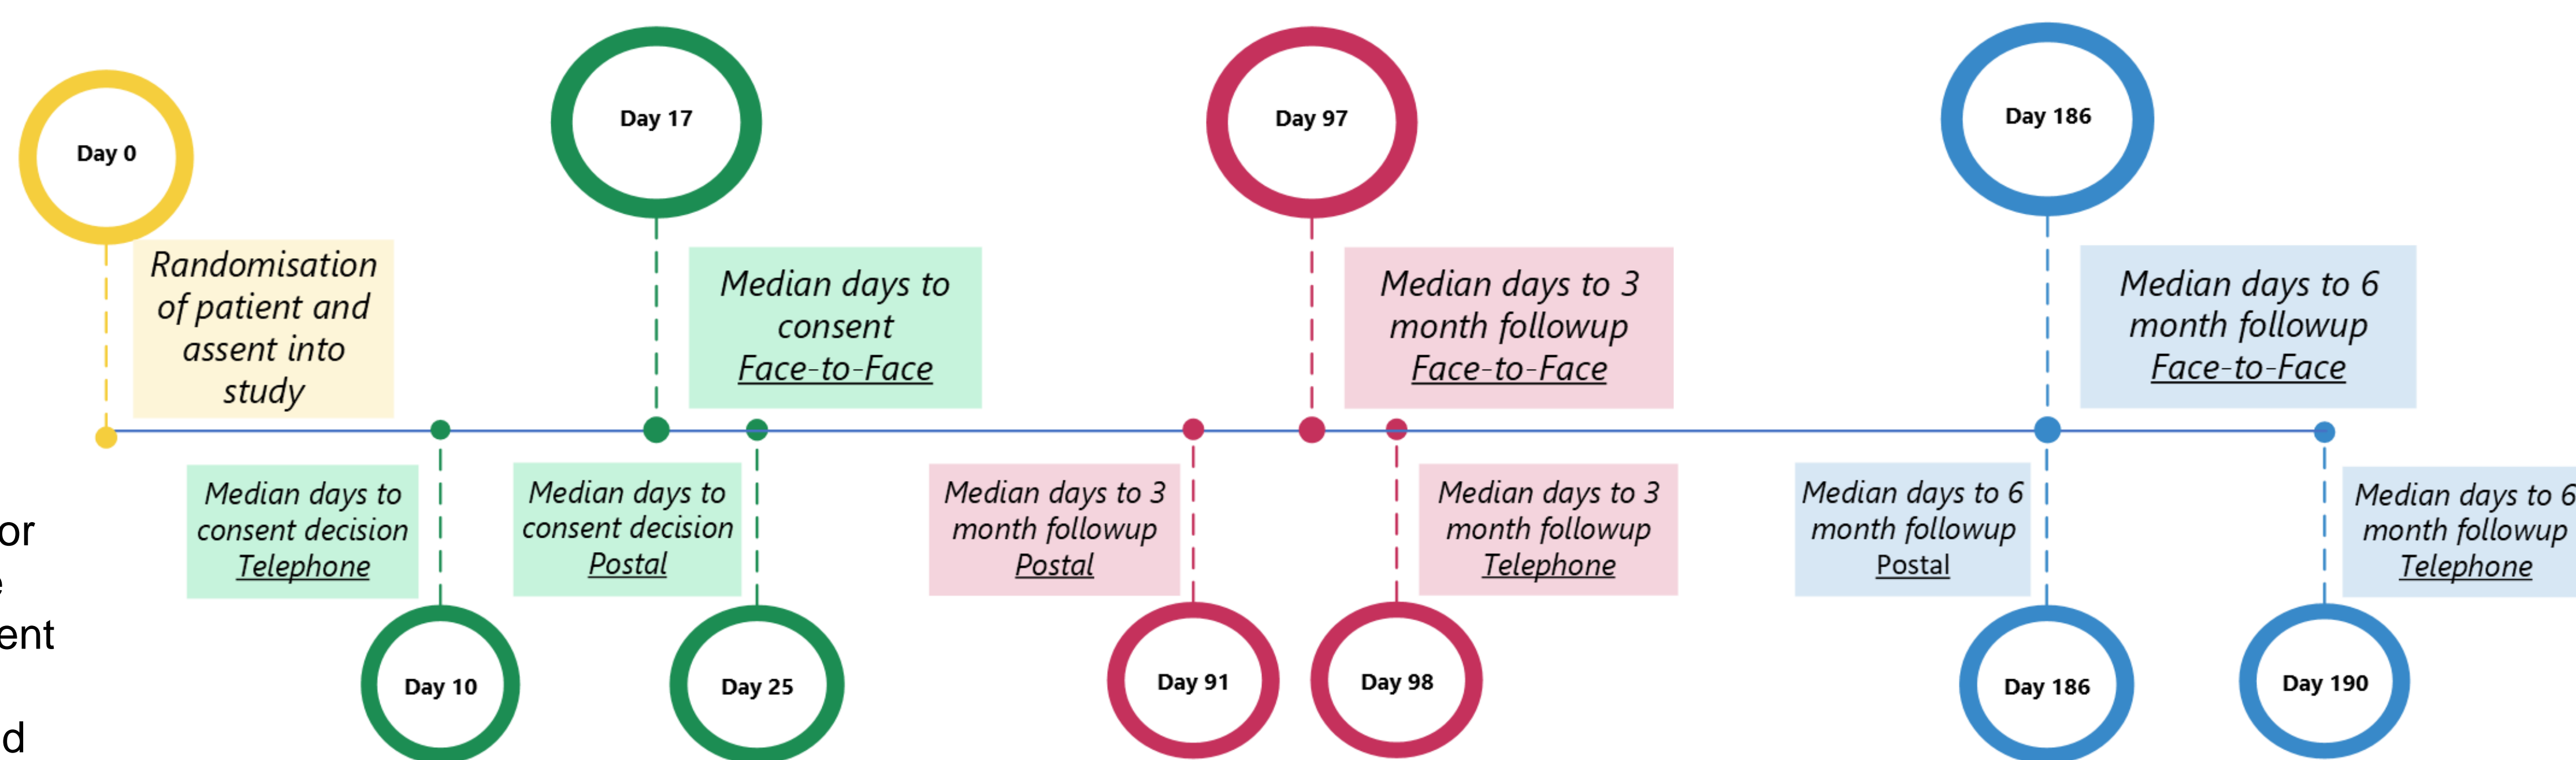 Day 0
Day 17
Day 97
Day 186
Randomisation
of patient and
assent into
study
Median days to
consent
Face-to-Face
Median days to 3
month followup
Face-to-Face
Median days to 6
month followup
Face-to-Face
Median days to
consent decision
Telephone
Median days to
consent decision
Postal
Median days to 3
month followup
Postal
Median days to 3
month followup
Telephone
Median days to 6
month followup
Postal
Median days to 6
month followup
Telephone
or
ent
d
Day 10
Day 25
Day 91
Day 98
Day 186
Day 190